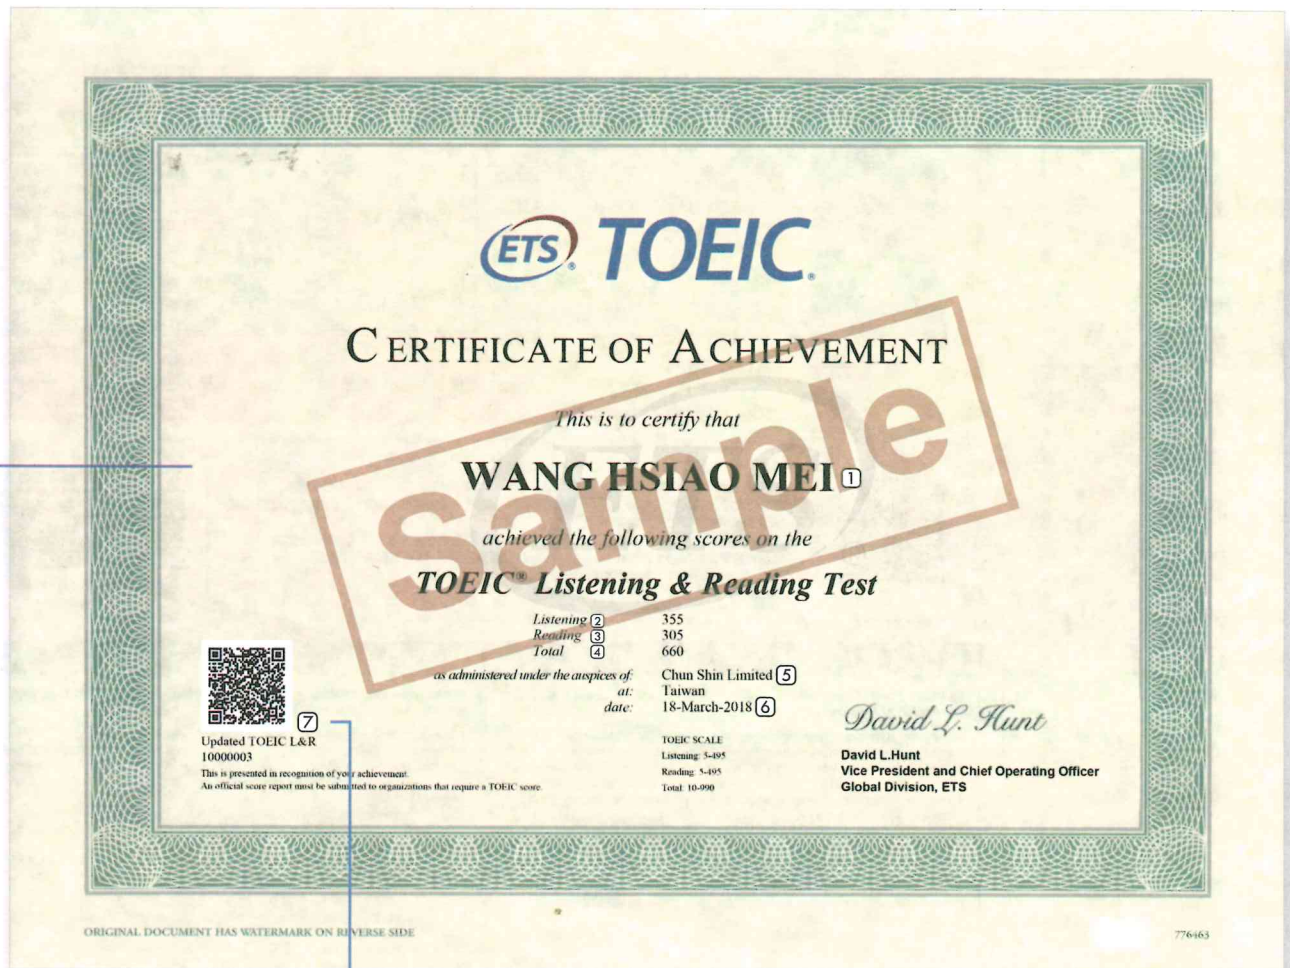 ETS® TOEIC®
CERTIFICATE OF ACHIEVEMENT
This is to certify that
WANG HSIAO MEI 1
achieved the following scores on the
TOEIC® Listening & Reading Test
Listening 2 355
Reading 3 305
Total 4 660
as administered under the auspices of: Chun Shin Limited 5
at: Taiwan
date: 18-March-2018 6
Sample
7
Updated TOEIC L&R
10000003
This is presented in recognition of your achievement.
An official score report must be submitted to organizations that require a TOEIC score.
TOEIC SCALE
Listening: 5-495
Reading: 5-495
Total: 10-990
David L. Hunt
David L.Hunt
Vice President and Chief Operating Officer
Global Division, ETS
ORIGINAL DOCUMENT HAS WATERMARK ON REVERSE SIDE
776463